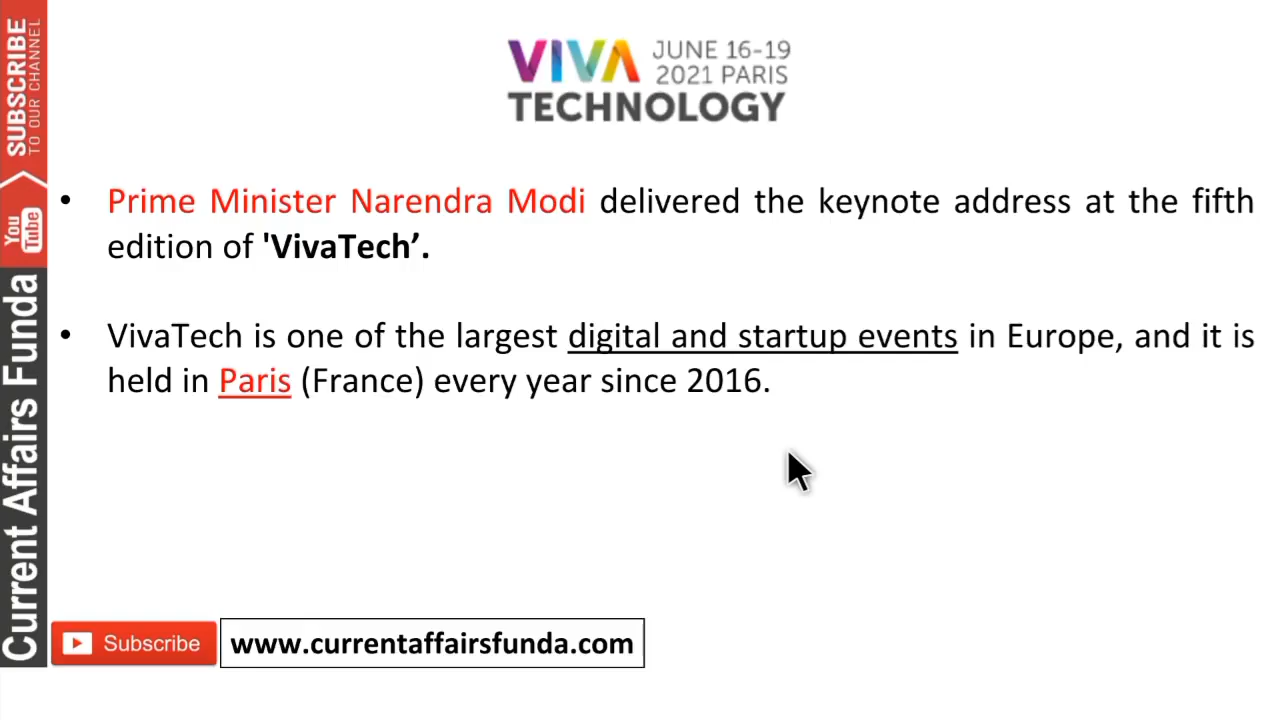 SUBSCRIBE
TO OUR CHANNEL
You
Tube
Current Affairs Funda
VIVA
TECHNOLOGY
JUNE 16-19
2021 PARIS
• Prime Minister Narendra Modi delivered the keynote address at the fifth
edition of 'VivaTech’.
• VivaTech is one of the largest digital and startup events in Europe, and it is
held in Paris (France) every year since 2016.
Subscribe
www.currentaffairsfunda.com